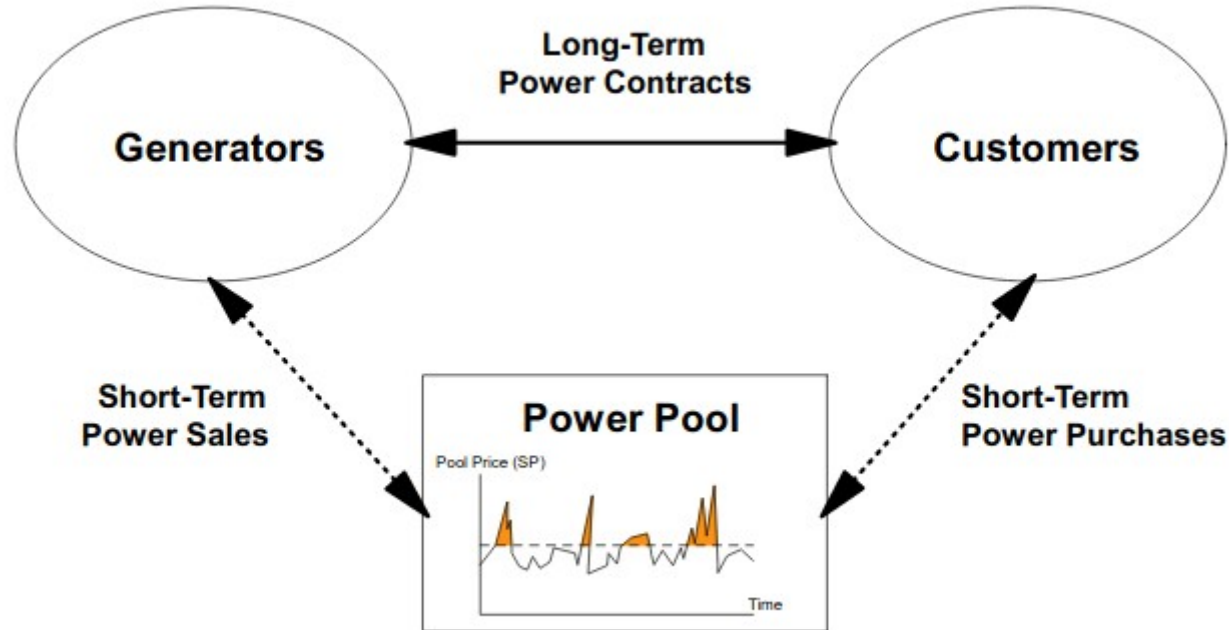 Long-Term
Power Contracts
Generators
Customers
Short-Term
Power Sales
Power Pool
Short-Term
Power Purchases
Pool Price (SP)
Time